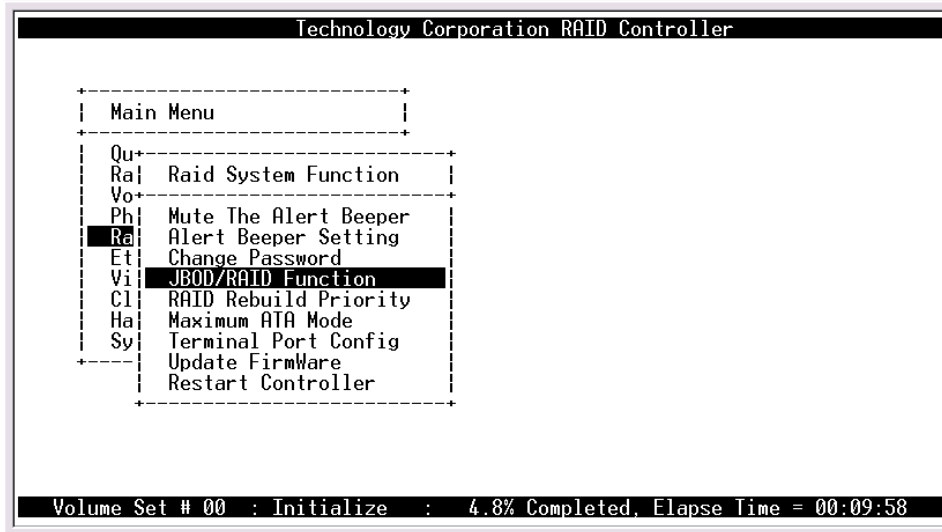 Technology Corporation RAID Controller
Main Menu
Qu
Ra Raid System Function
Vo
Ph Mute The Alert Beeper
Ra Alert Beeper Setting
Et Change Password
Vi JBOD/RAID Function
Cl RAID Rebuild Priority
Ha Maximum ATA Mode
Sy Terminal Port Config
Update FirmWare
Restart Controller
Volume Set # 00 : Initialize : 4.8% Completed, Elapse Time = 00:09:58